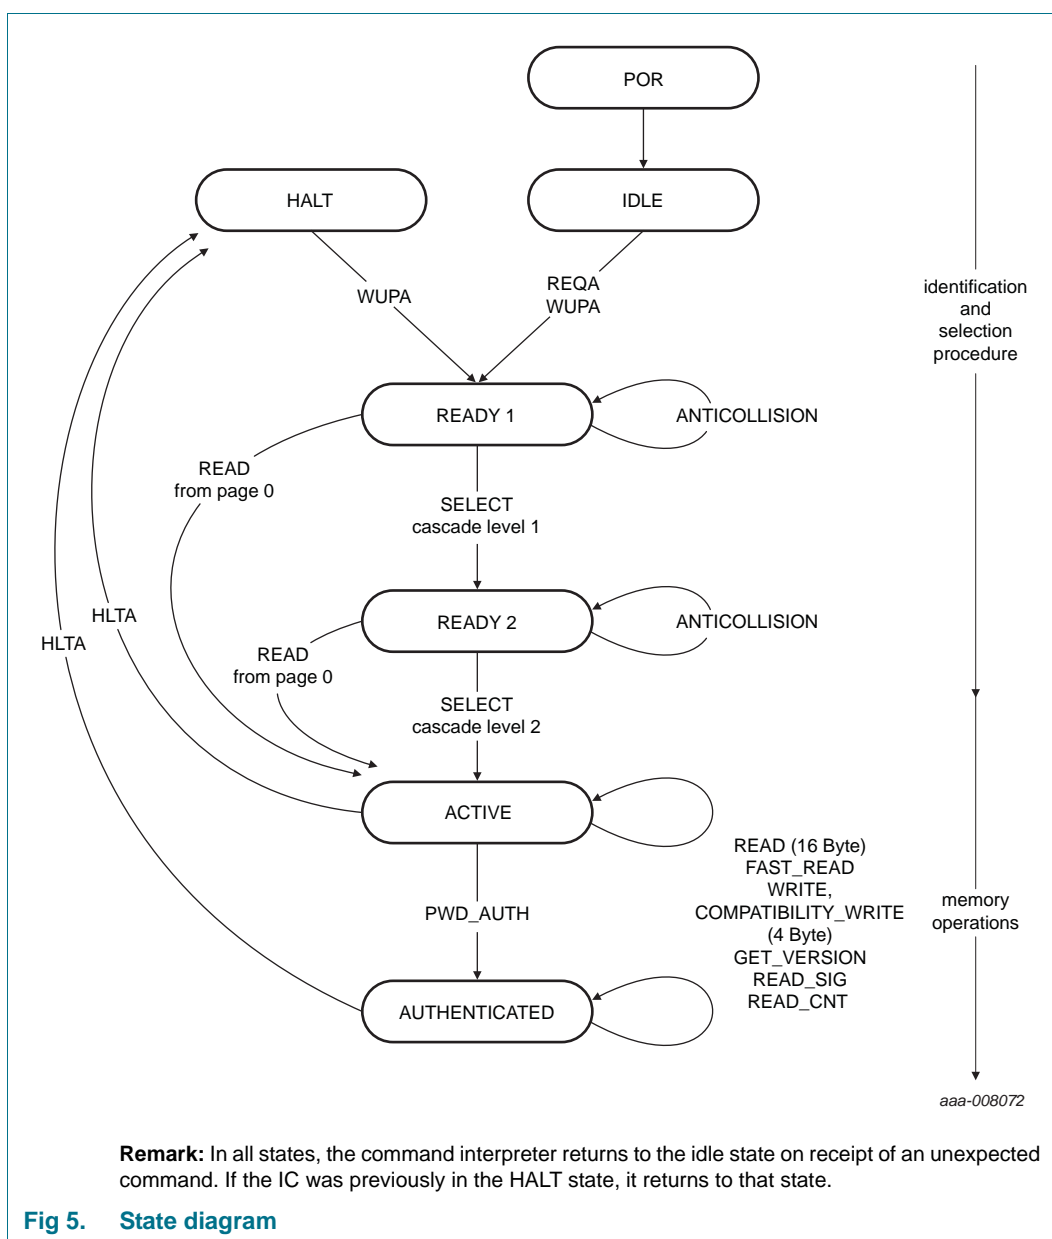 POR
HALT
IDLE
WUPA
REQA
WUPA
identification
and
selection
procedure
READY 1
ANTICOLLISION
READ
from page 0
SELECT
cascade level 1
READY 2
ANTICOLLISION
HLTA
HLTA
READ
from page 0
SELECT
cascade level 2
ACTIVE
READ (16 Byte)
FAST_READ
WRITE,
COMPATIBILITY_WRITE
(4 Byte)
GET_VERSION
READ_SIG
READ_CNT
memory
operations
PWD_AUTH
AUTHENTICATED
aaa-008072
Remark: In all states, the command interpreter returns to the idle state on receipt of an unexpected
command. If the IC was previously in the HALT state, it returns to that state.
Fig 5. State diagram